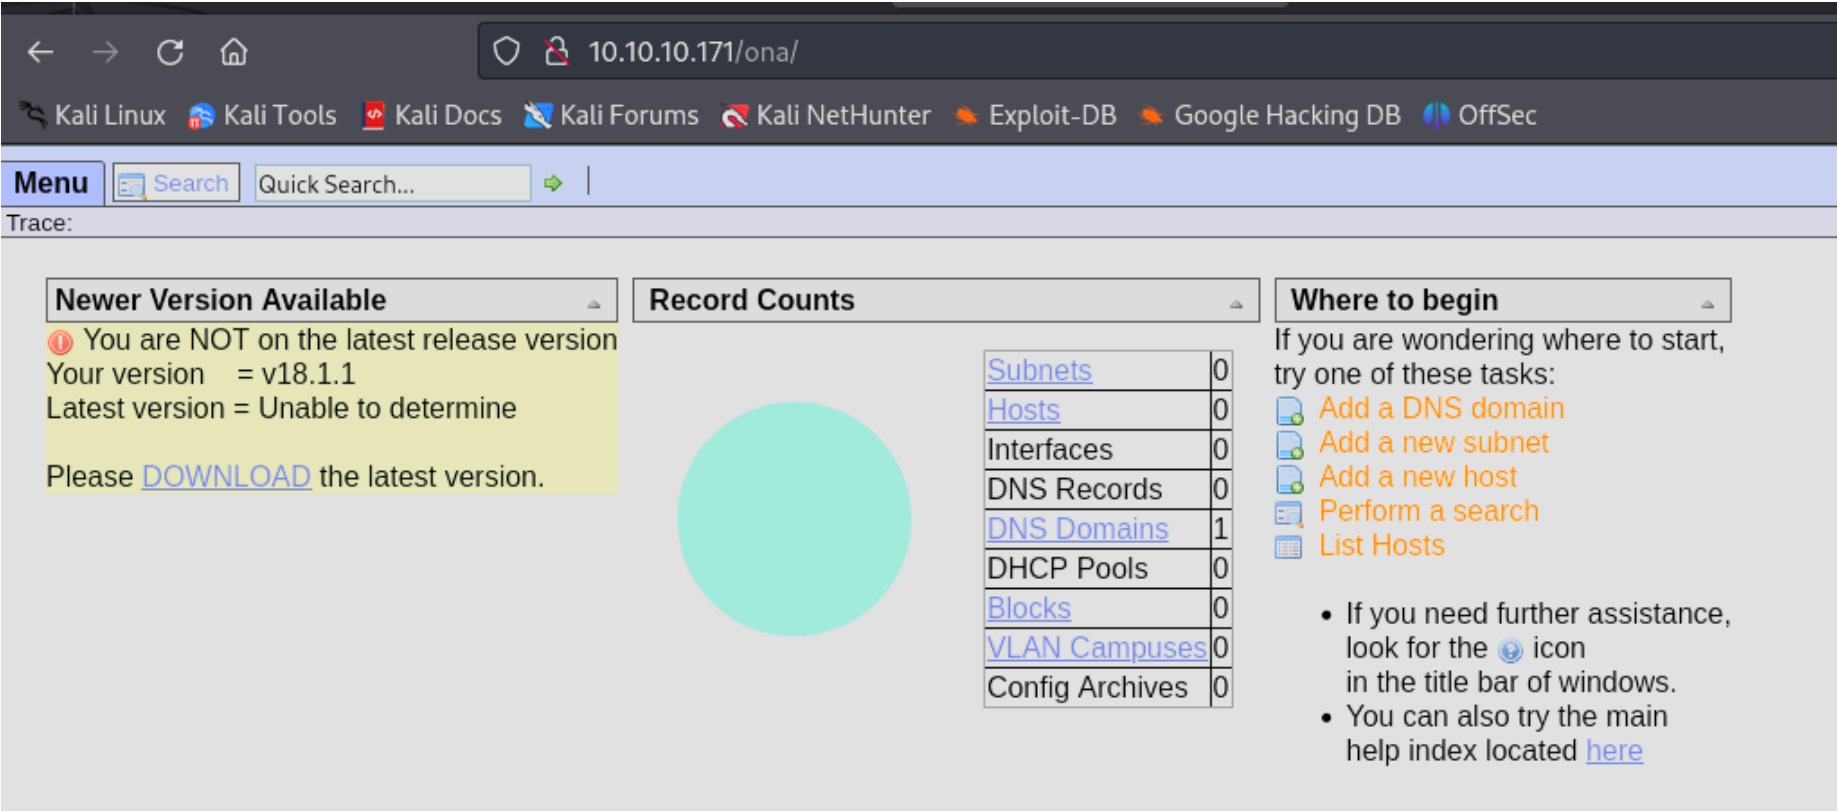 10.10.10.171/ona/
Kali Linux Kali Tools Kali Docs Kali Forums Kali NetHunter Exploit-DB Google Hacking DB OffSec
Menu Search Quick Search...
Trace:
Newer Version Available
You are NOT on the latest release version
Your version = v18.1.1
Latest version = Unable to determine
Please DOWNLOAD the latest version.
Record Counts
Subnets 0
Hosts 0
Interfaces 0
DNS Records 0
DNS Domains 1
DHCP Pools 0
Blocks 0
VLAN Campuses 0
Config Archives 0
Where to begin
If you are wondering where to start,
try one of these tasks:
Add a DNS domain
Add a new subnet
Add a new host
Perform a search
List Hosts
• If you need further assistance,
look for the icon
in the title bar of windows.
• You can also try the main
help index located here